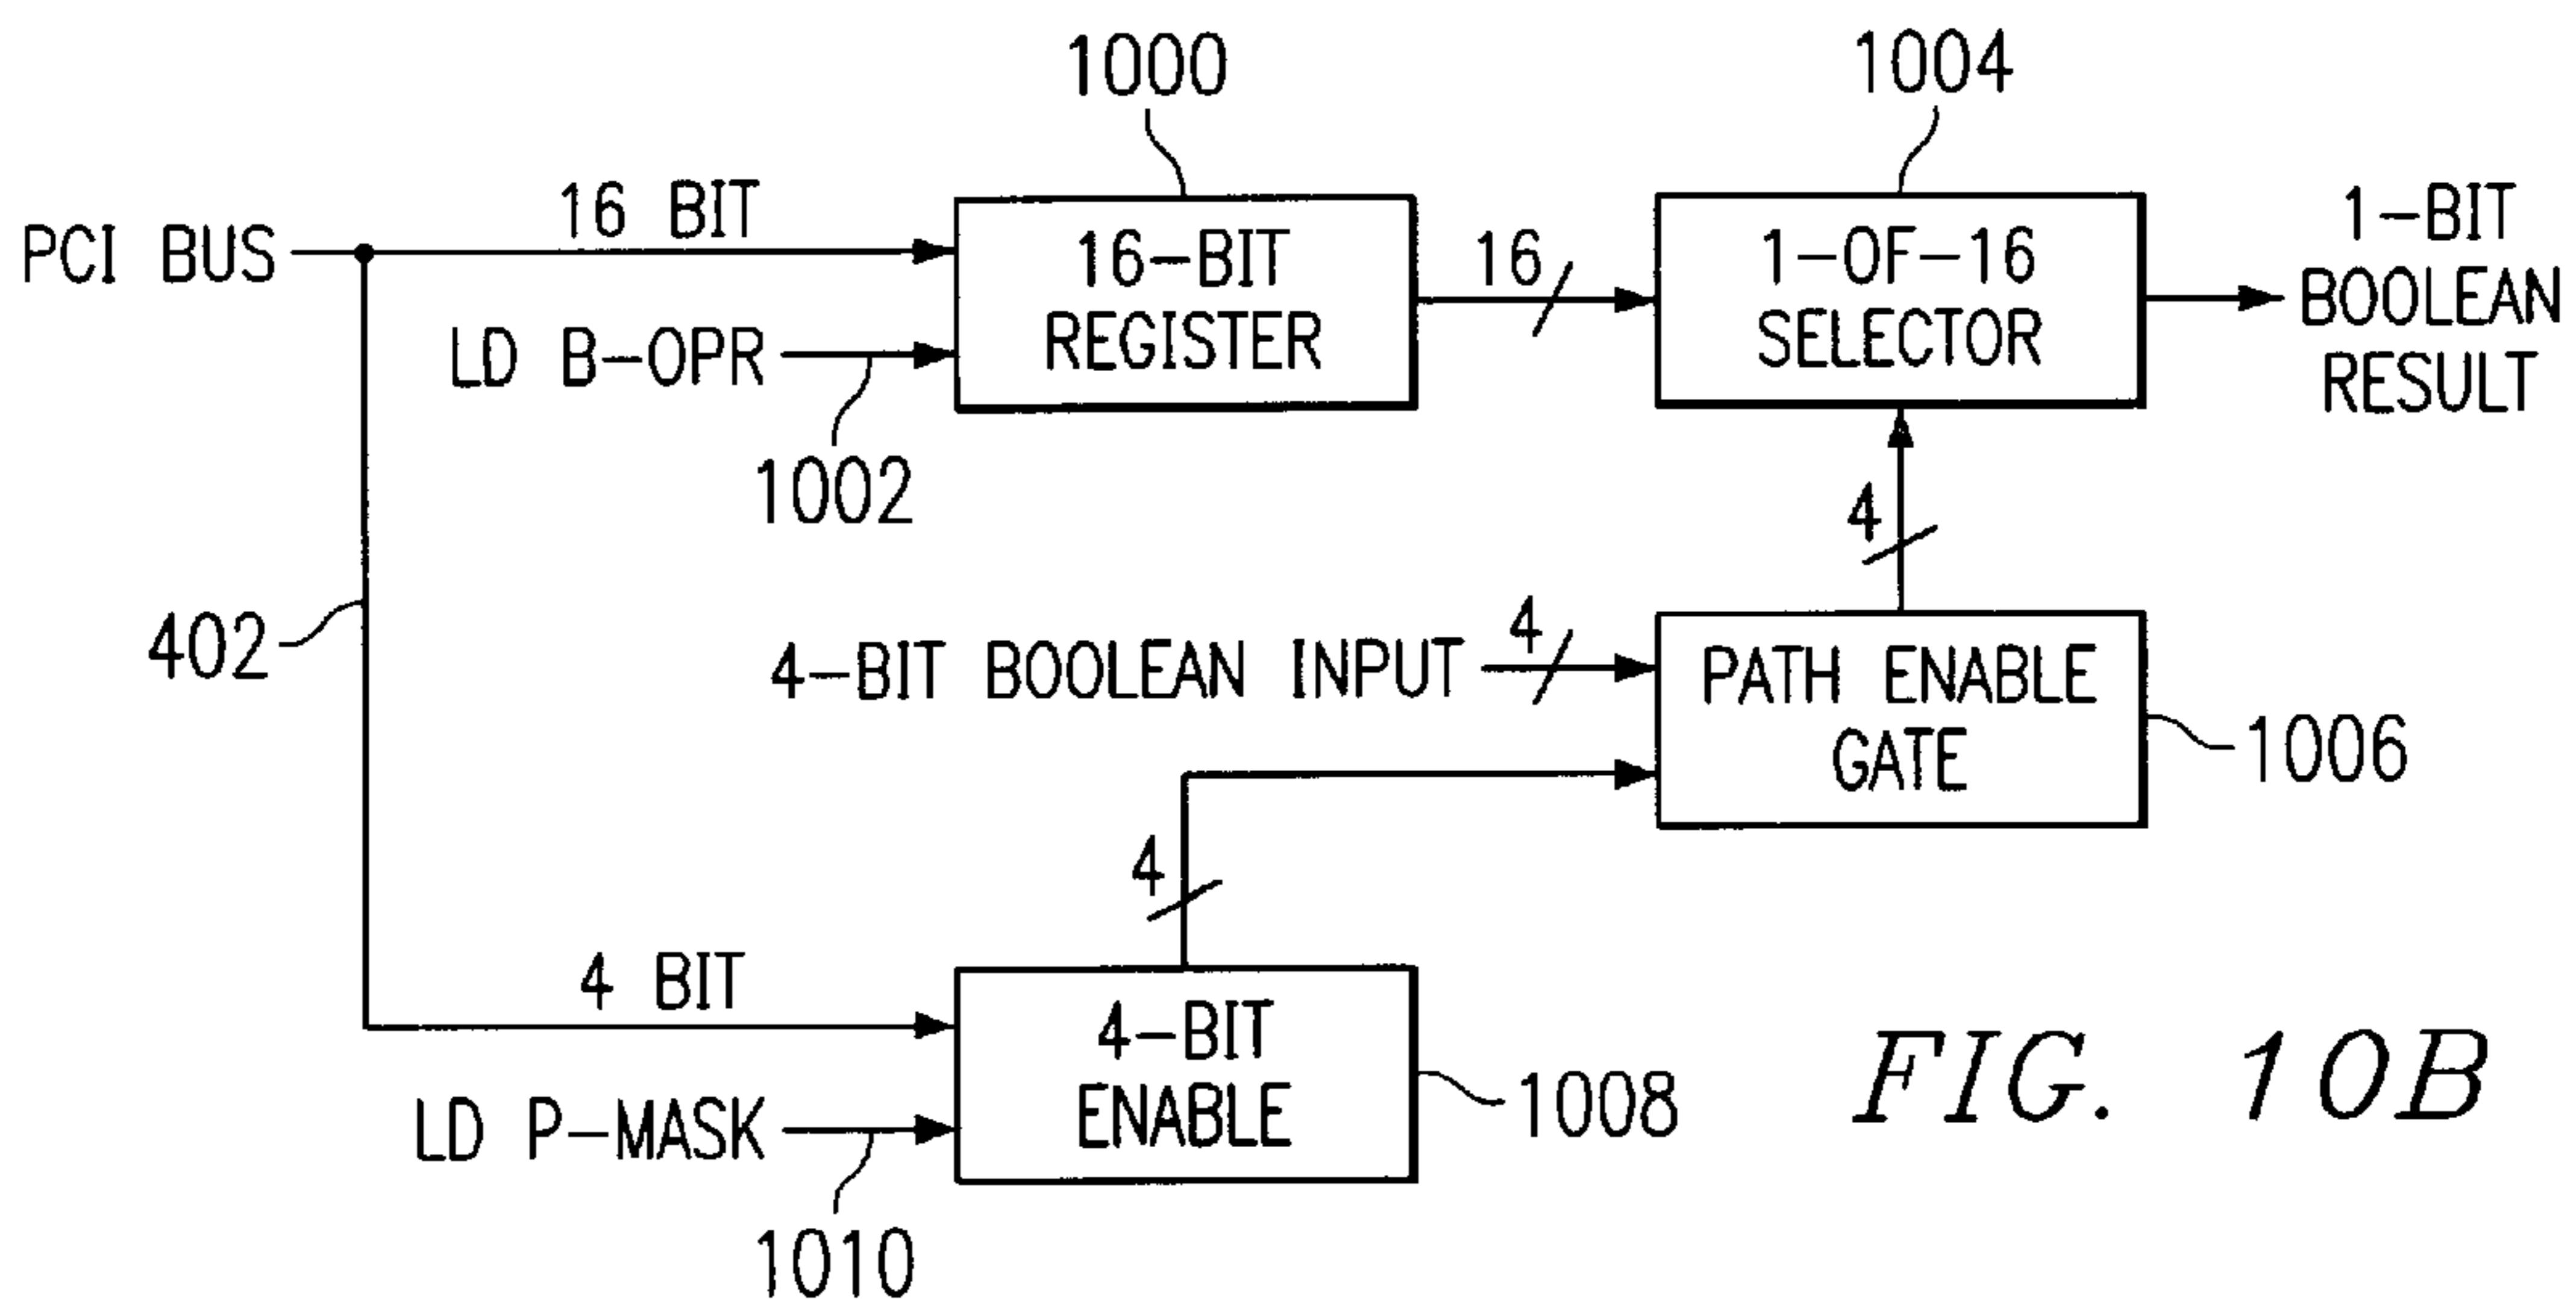 1000
1004
PCI BUS
16 BIT
16-BIT
REGISTER
16
1-OF-16
SELECTOR
1-BIT
BOOLEAN
RESULT
LD B-OPR
1002
4
402
4-BIT BOOLEAN INPUT
4
PATH ENABLE
GATE
1006
4
4 BIT
4-BIT
ENABLE
1008
LD P-MASK
1010
FIG. 10B